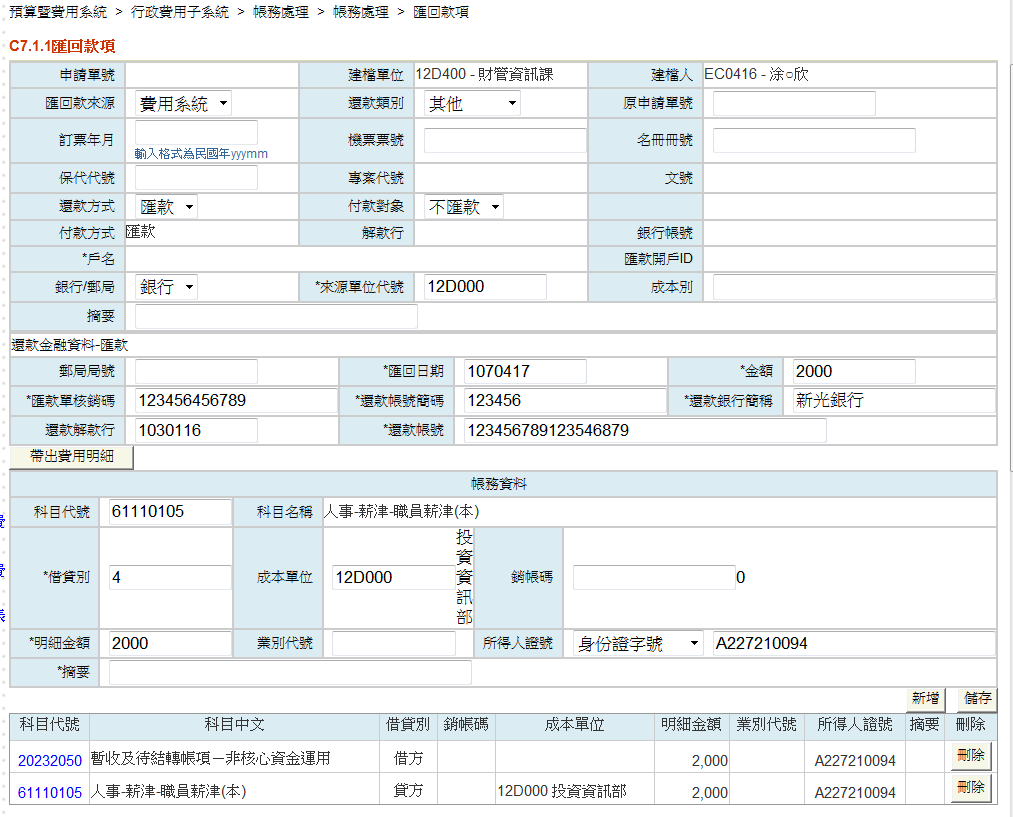 預算暨費用系統 > 行政費用子系統 > 帳務處理 > 帳務處理 > 匯回款項
C7.1.1匯回款項
申請單號 建檔單位 12D400 - 財管資訊課 建檔人 EC0416 - 涂○欣
匯回款來源 費用系統 還款類別 其他 原申請單號
訂票年月 機票票號 名冊冊號
輸入格式為民國年yyymm
保代代號 專案代號 文號
還款方式 匯款 付款對象 不匯款
付款方式 匯款 解款行 銀行帳號
*戶名 匯款開戶ID
銀行/郵局 銀行 *來源單位代號 12D000 成本別
摘要
還款金融資料-匯款
郵局局號 *匯回日期 1070417 *金額 2000
*匯款單核銷碼 123456456789 *還款帳號簡碼 123456 *還款銀行簡稱 新光銀行
還款解款行 1030116 *還款帳號 123456789123546879
帶出費用明細
帳務資料
科目代號 61110105 科目名稱 人事-薪津-職員薪津(本)
*借貸別 4 成本單位 12D000 投資資訊部 銷帳碼 0
*明細金額 2000 業別代號 所得人證號 身份證字號 A227210094
*摘要
新增 儲存
科目代號 科目中文 借貸別 銷帳碼 成本單位 明細金額 業別代號 所得人證號 摘要 刪除
20232050 暫收及待結轉帳項－非核心資金運用 借方 2,000 A227210094 刪除
61110105 人事-薪津-職員薪津(本) 貸方 12D000 投資資訊部 2,000 A227210094 刪除